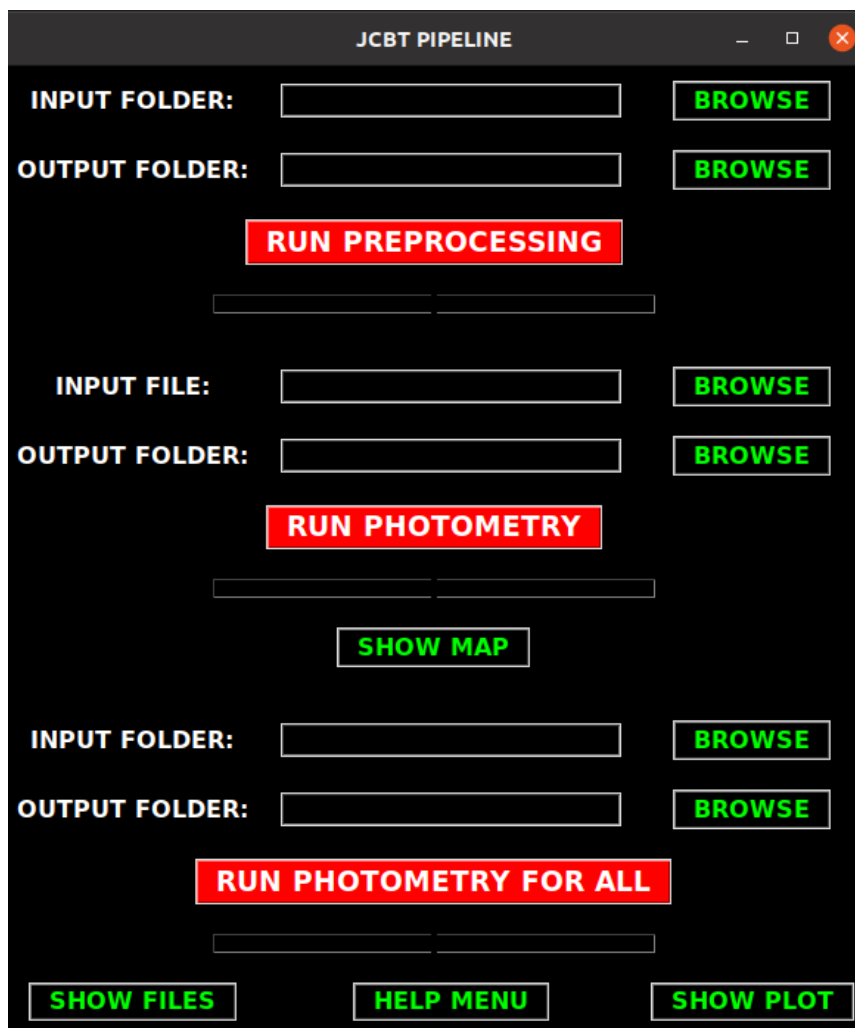 JCBT PIPELINE
INPUT FOLDER: BROWSE
OUTPUT FOLDER: BROWSE
RUN PREPROCESSING
INPUT FILE: BROWSE
OUTPUT FOLDER: BROWSE
RUN PHOTOMETRY
SHOW MAP
INPUT FOLDER: BROWSE
OUTPUT FOLDER: BROWSE
RUN PHOTOMETRY FOR ALL
SHOW FILES HELP MENU SHOW PLOT